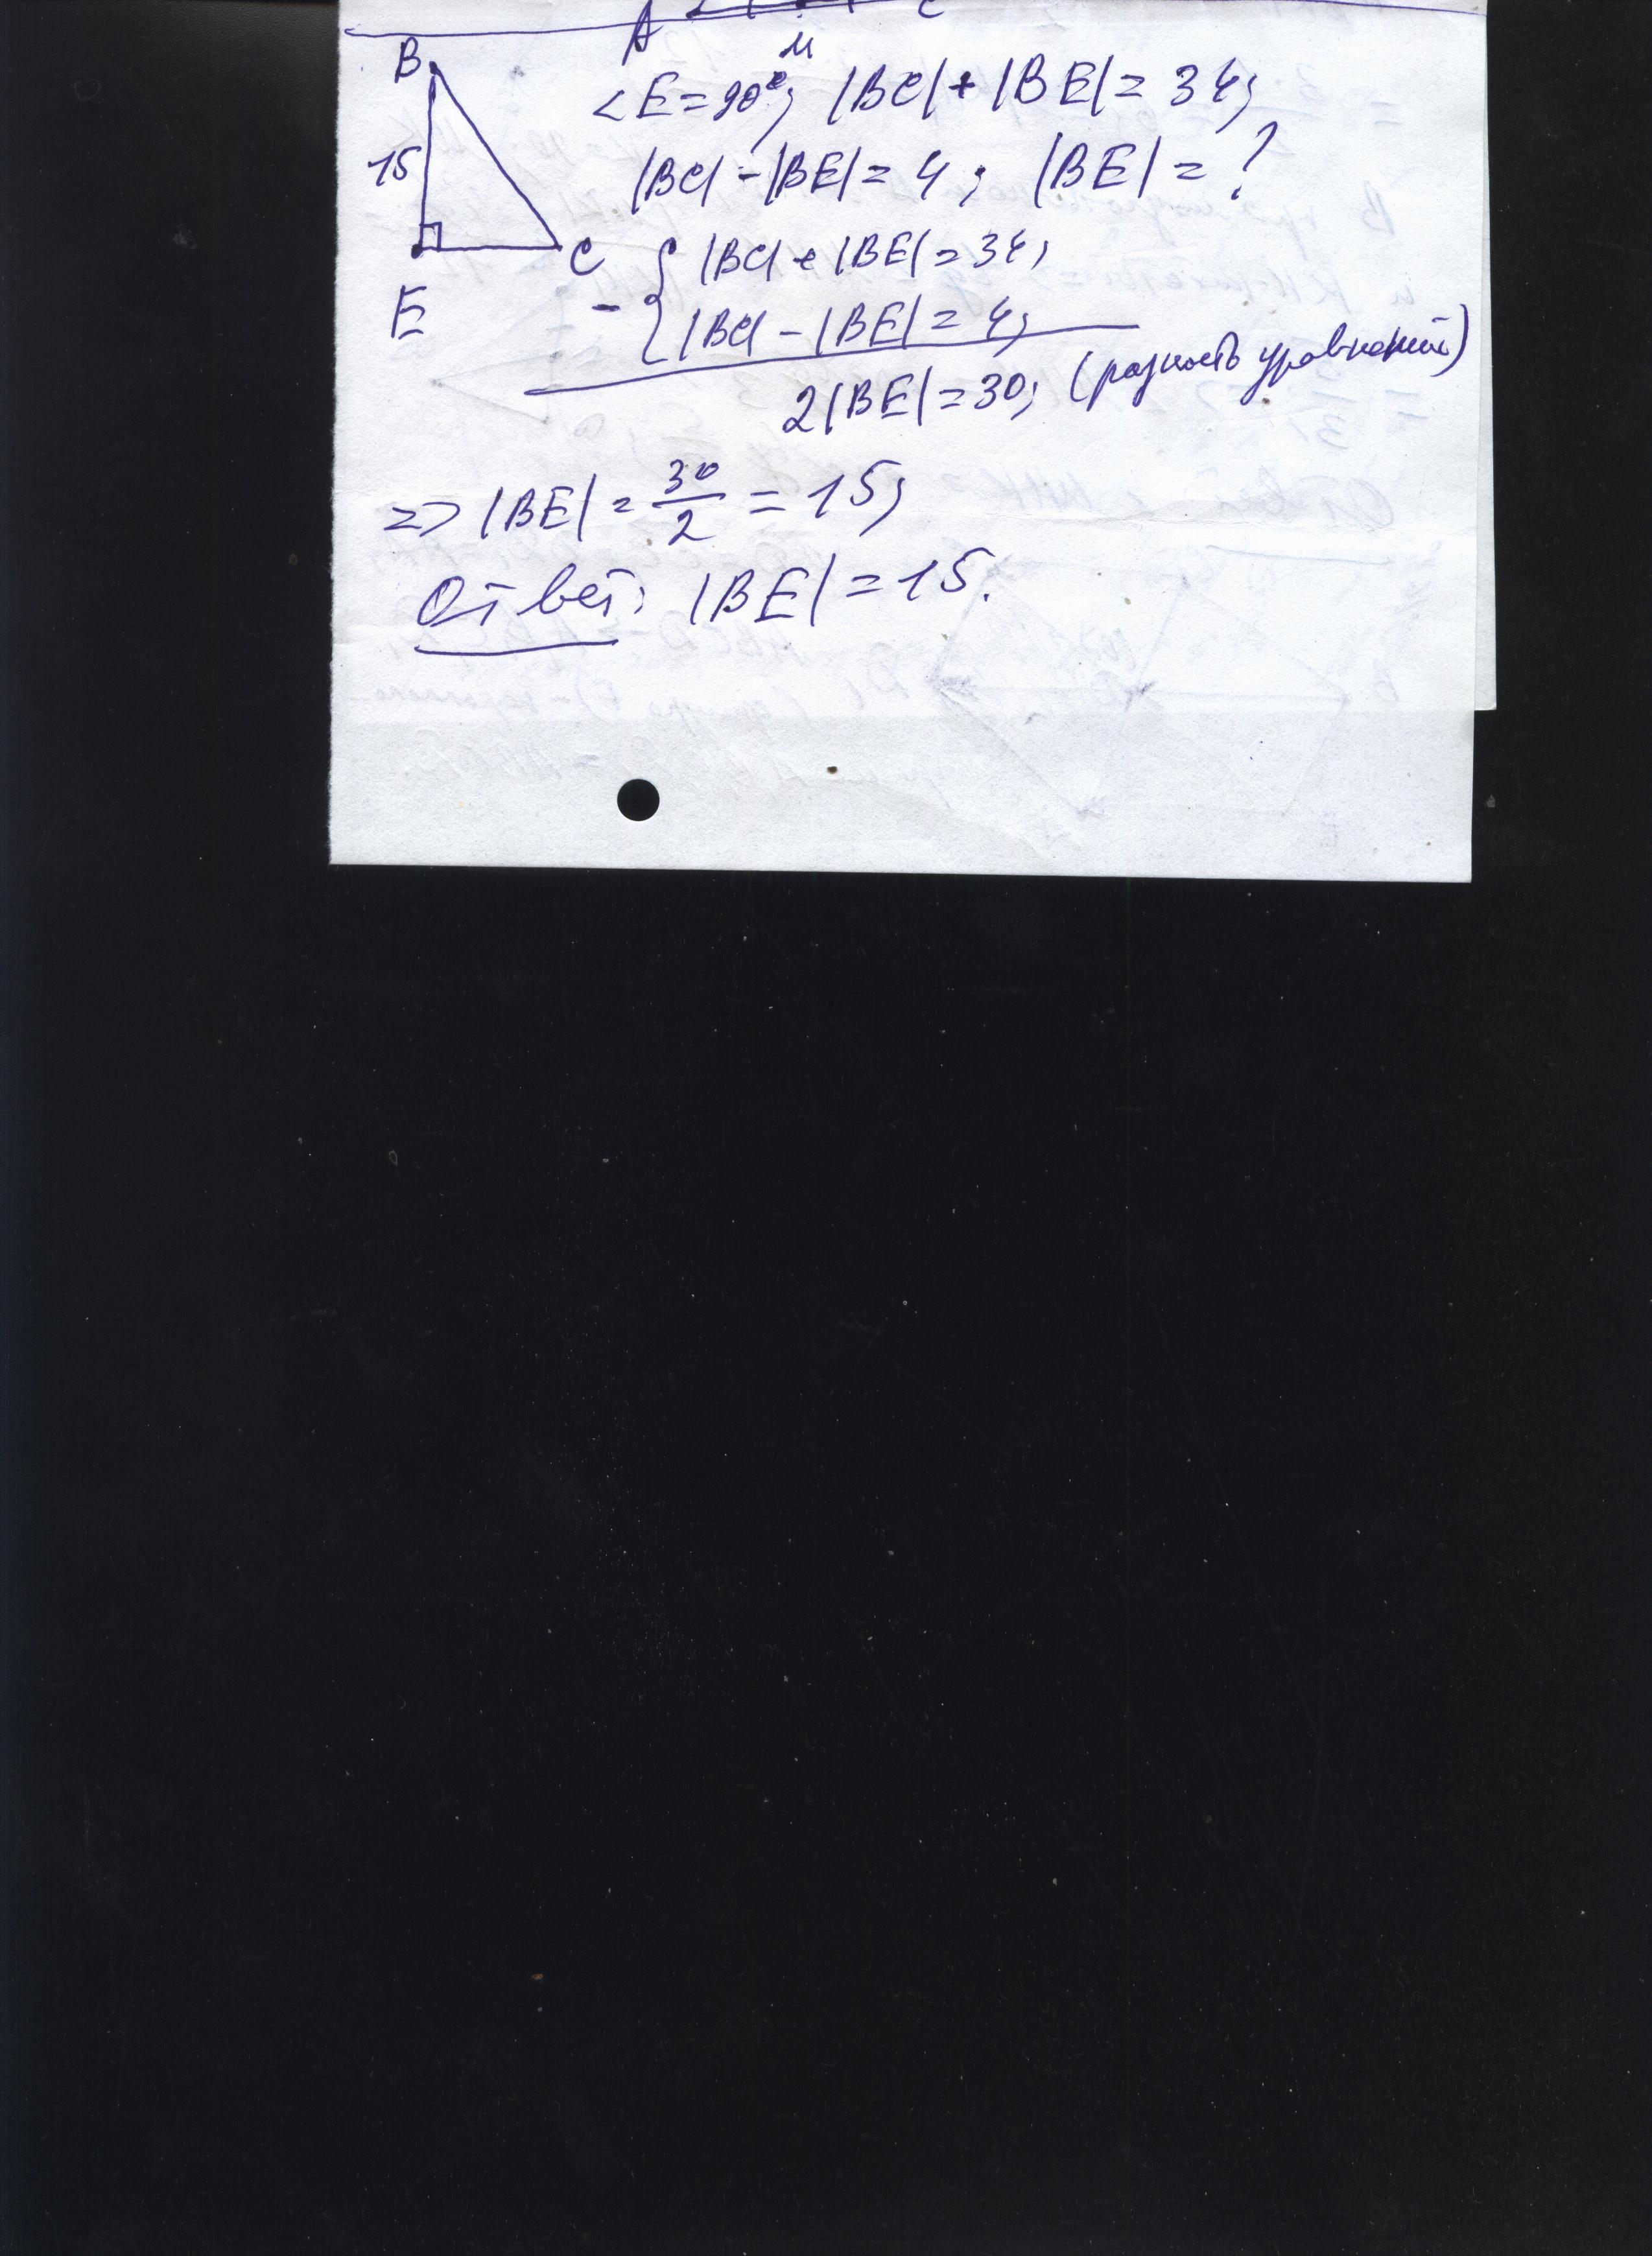 A M C
B
∠E=90°; |BC|+|BE|=34;
15
|BC|-|BE|=4; |BE|=?
C
{|BC|+|BE|=34;
E
- {|BC|-|BE|=4;
2|BE|=30; (разность уравнений)
=> |BE|=30/2=15;
Ответ: |BE|=15.